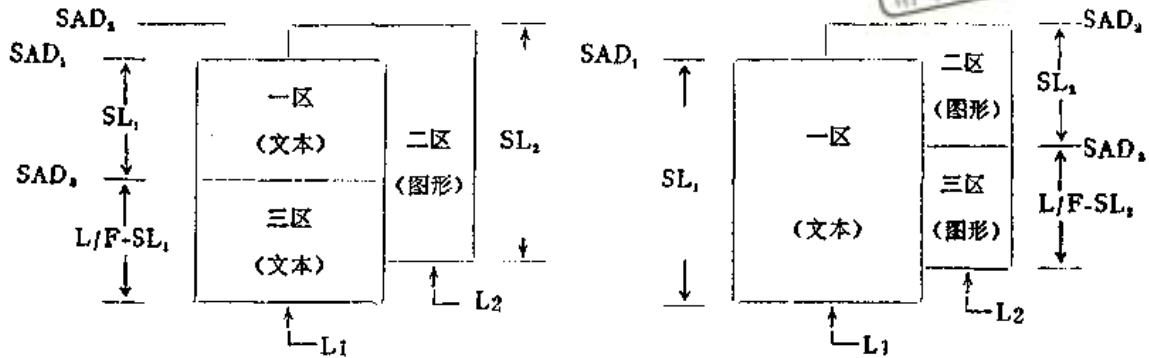 SAD₂
SAD₁
一区
(文本)
SL₁
二区
(图形)
SL₂
SAD₃
三区
(文本)
L/F-SL₁
L2
L1
SAD₂
SAD₁
二区
(图形)
SL₂
一区
(文本)
SL₁
SAD₃
三区
(图形)
L/F-SL₂
L2
L1